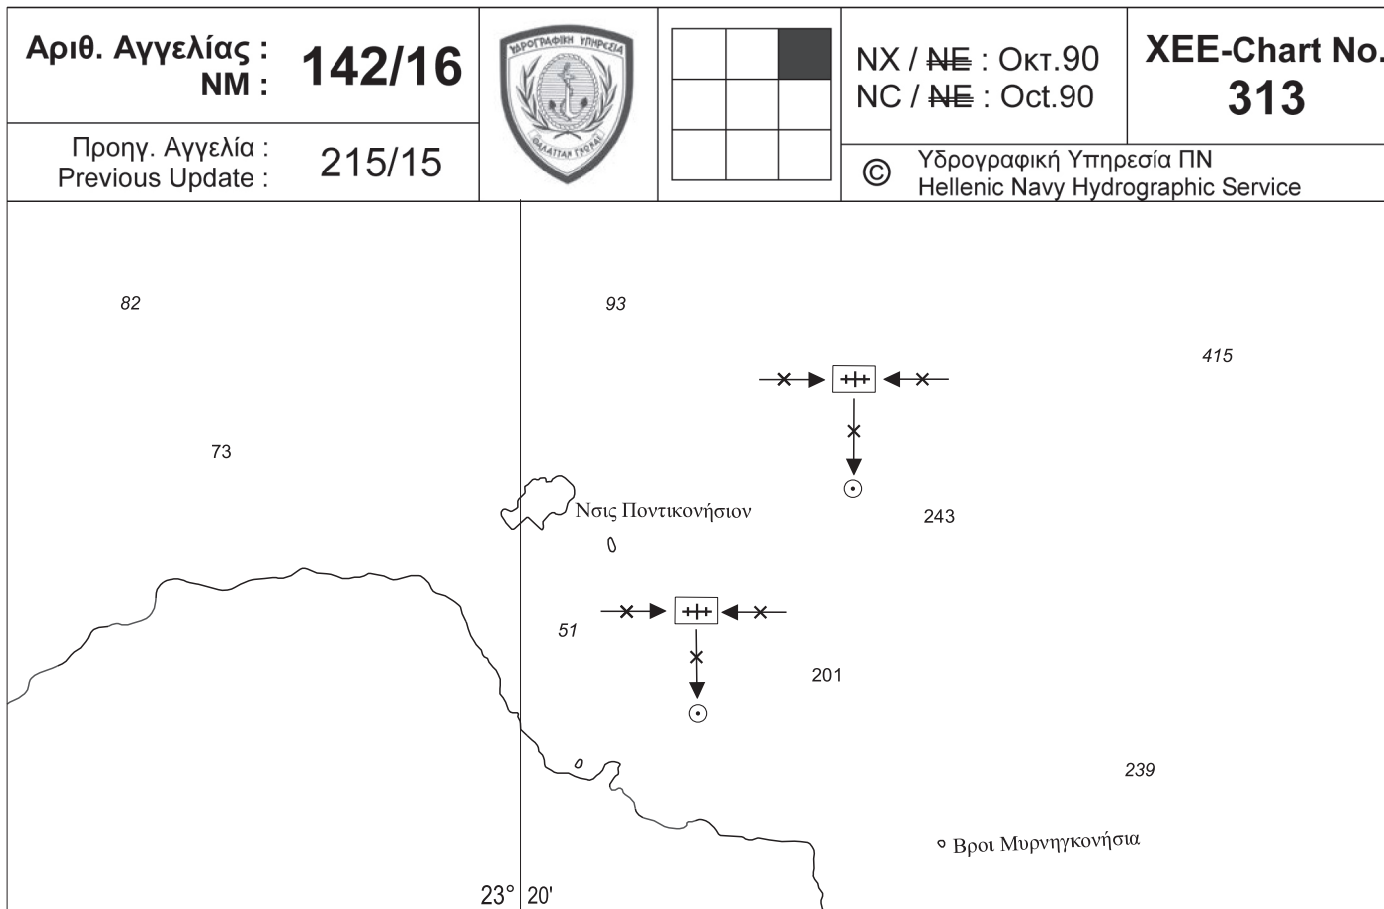 Αριθ. Αγγελίας :
NM :
142/16
Προηγ. Αγγελία :
Previous Update :
215/15
ΥΔΡΟΓΡΑΦΙΚΗ ΥΠΗΡΕΣΙΑ
NX / NE : Οκτ.90
NC / NE : Oct.90
XEE-Chart No.
313
© Υδρογραφική Υπηρεσία ΠΝ
Hellenic Navy Hydrographic Service
82
93
415
73
Νσις Ποντικονήσιον
243
51
201
239
Βροι Μυρνηγκονήσια
23° 20'